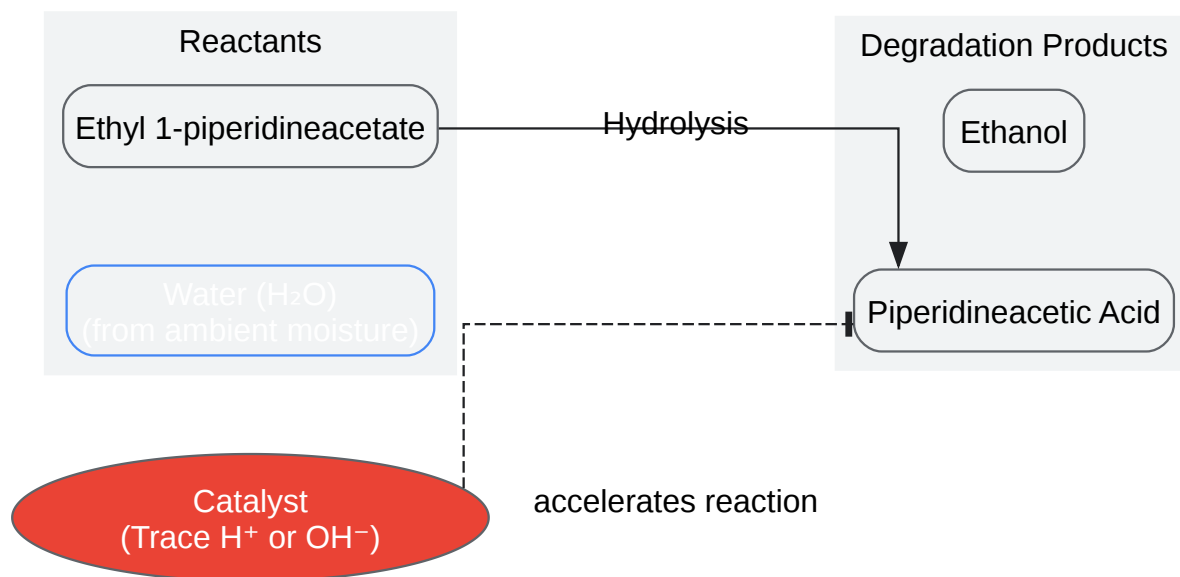 Reactants
Degradation Products
Ethyl 1-piperidineacetate
Hydrolysis
Ethanol
Water (H₂O)
(from ambient moisture)
Piperidineacetic Acid
Catalyst
(Trace H⁺ or OH⁻)
accelerates reaction